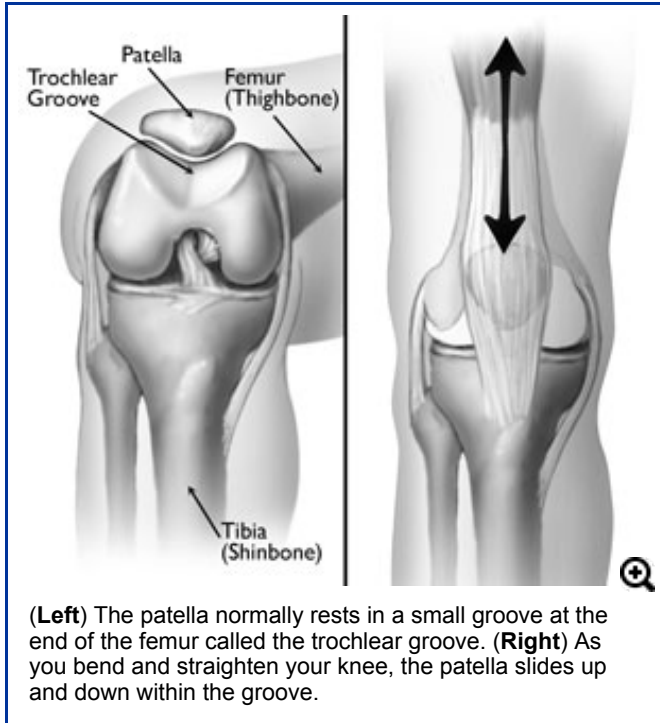 Patella
Trochlear
Groove
Femur
(Thighbone)
Tibia
(Shinbone)
(Left) The patella normally rests in a small groove at the
end of the femur called the trochlear groove. (Right) As
you bend and straighten your knee, the patella slides up
and down within the groove.